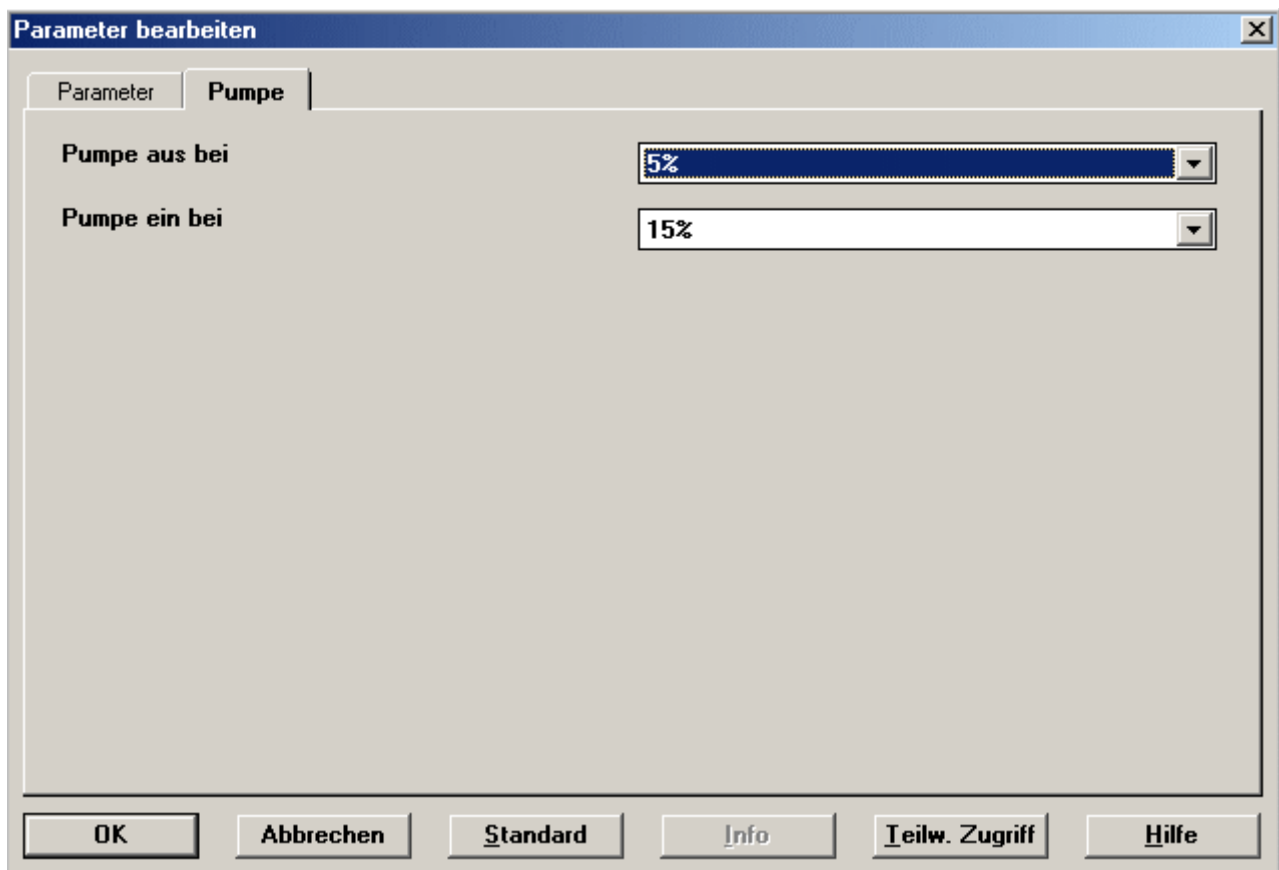 Parameter bearbeiten
Parameter Pumpe
Pumpe aus bei 5%
Pumpe ein bei 15%
OK Abbrechen Standard Info Teilw. Zugriff Hilfe